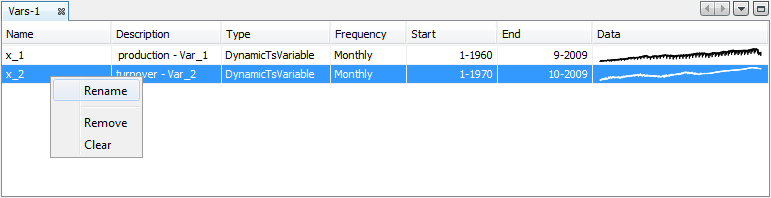 Vars-1
Name Description Type Frequency Start End Data
x_1 production - Var_1 DynamicTsVariable Monthly 1-1960 9-2009
x_2 turnover - Var_2 DynamicTsVariable Monthly 1-1970 10-2009
Rename
Remove
Clear